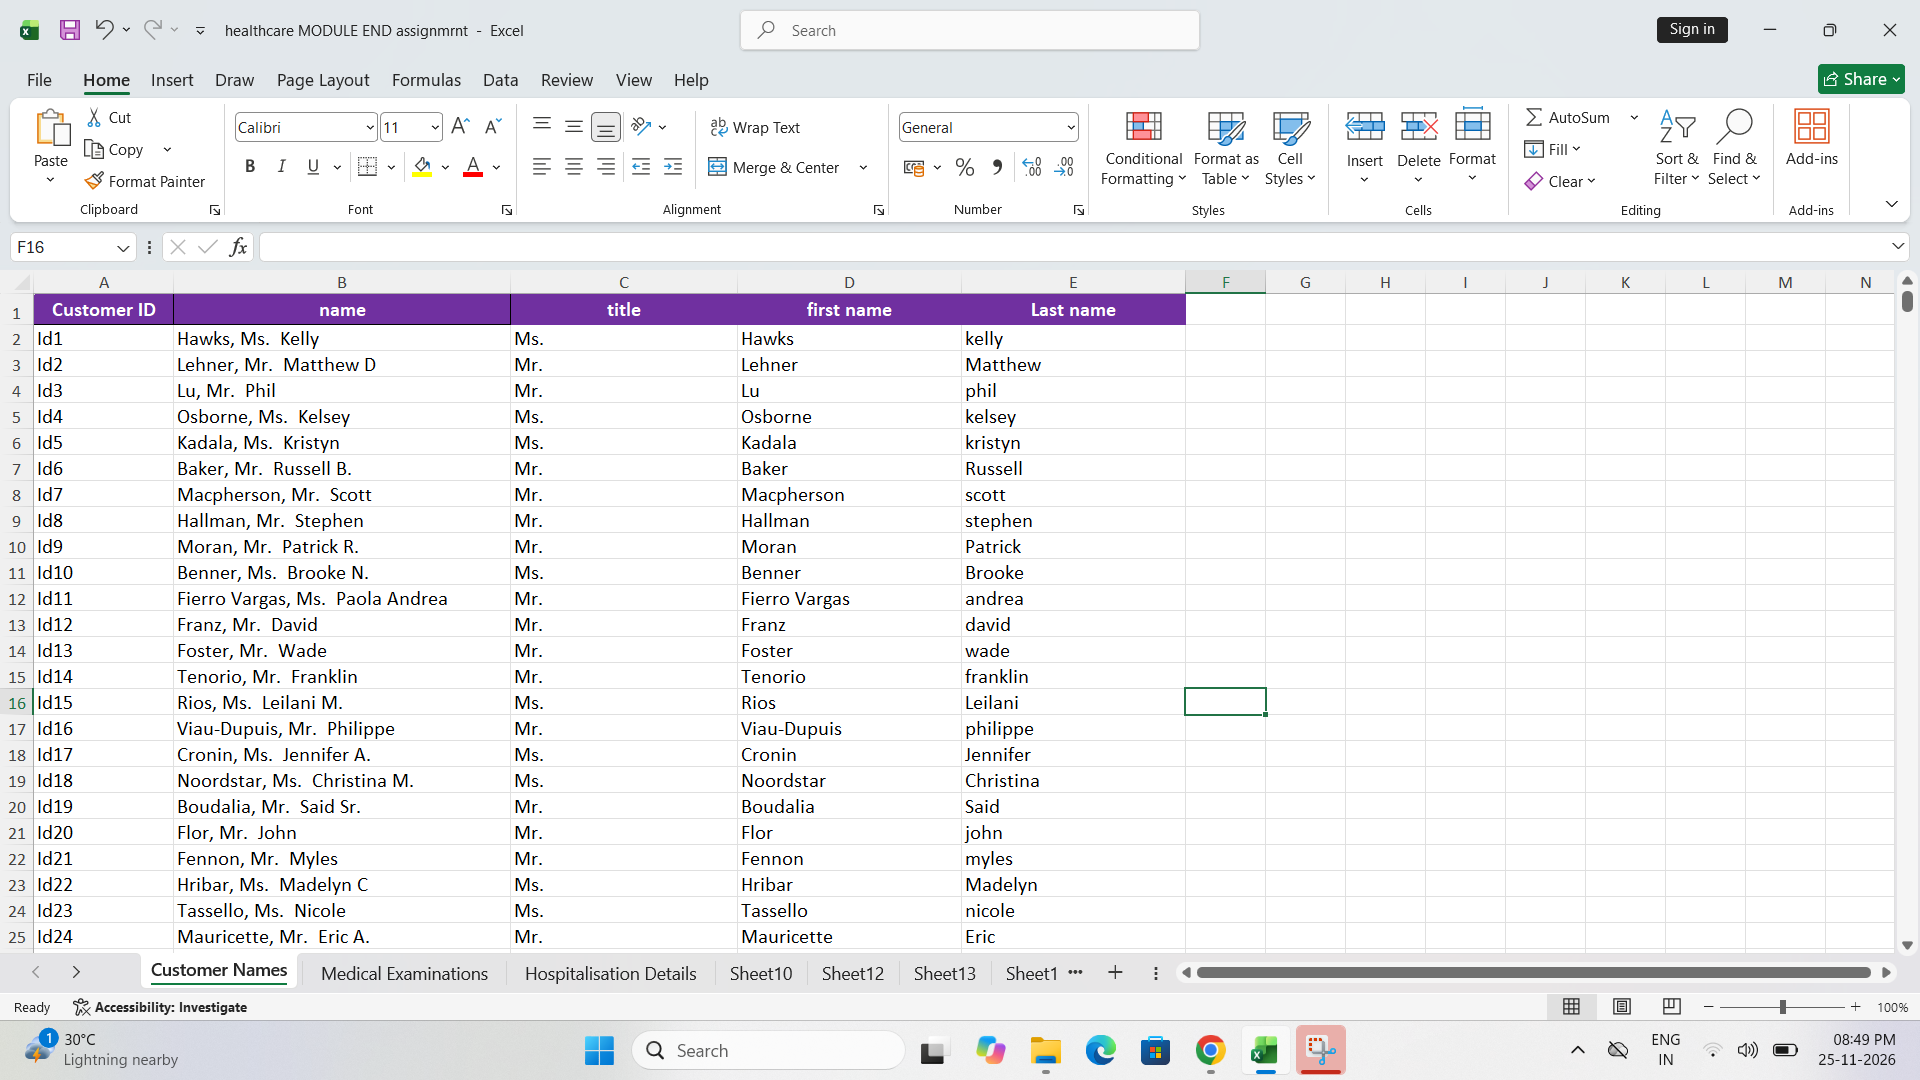 healthcare MODULE END assignmrnt - Excel
Search
Sign in
File Home Insert Draw Page Layout Formulas Data Review View Help
Share
Paste
Cut
Copy
Format Painter
Clipboard
Calibri 11
B I U
Font
Wrap Text
Merge & Center
Alignment
General
Number
Conditional Formatting
Format as Table
Cell Styles
Styles
Insert Delete Format
Cells
AutoSum
Fill
Clear
Sort & Filter
Find & Select
Editing
Add-ins
Add-ins
F16 fx
A B C D E F G H I J K L M N
1 Customer ID name title first name Last name
2 Id1 Hawks, Ms.  Kelly Ms. Hawks kelly
3 Id2 Lehner, Mr.  Matthew D Mr. Lehner Matthew
4 Id3 Lu, Mr.  Phil Mr. Lu phil
5 Id4 Osborne, Ms.  Kelsey Ms. Osborne kelsey
6 Id5 Kadala, Ms.  Kristyn Ms. Kadala kristyn
7 Id6 Baker, Mr.  Russell B. Mr. Baker Russell
8 Id7 Macpherson, Mr.  Scott Mr. Macpherson scott
9 Id8 Hallman, Mr.  Stephen Mr. Hallman stephen
10 Id9 Moran, Mr.  Patrick R. Mr. Moran Patrick
11 Id10 Benner, Ms.  Brooke N. Ms. Benner Brooke
12 Id11 Fierro Vargas, Ms.  Paola Andrea Mr. Fierro Vargas andrea
13 Id12 Franz, Mr.  David Mr. Franz david
14 Id13 Foster, Mr.  Wade Mr. Foster wade
15 Id14 Tenorio, Mr.  Franklin Mr. Tenorio franklin
16 Id15 Rios, Ms.  Leilani M. Ms. Rios Leilani
17 Id16 Viau-Dupuis, Mr.  Philippe Mr. Viau-Dupuis philippe
18 Id17 Cronin, Ms.  Jennifer A. Ms. Cronin Jennifer
19 Id18 Noordstar, Ms.  Christina M. Ms. Noordstar Christina
20 Id19 Boudalia, Mr.  Said Sr. Mr. Boudalia Said
21 Id20 Flor, Mr.  John Mr. Flor john
22 Id21 Fennon, Mr.  Myles Mr. Fennon myles
23 Id22 Hribar, Ms.  Madelyn C Ms. Hribar Madelyn
24 Id23 Tassello, Ms.  Nicole Ms. Tassello nicole
25 Id24 Mauricette, Mr.  Eric A. Mr. Mauricette Eric
Customer Names Medical Examinations Hospitalisation Details Sheet10 Sheet12 Sheet13 Sheet1 ...
Ready Accessibility: Investigate 100%
1 30°C
Lightning nearby
Search
ENG
IN
08:49 PM
25-11-2026